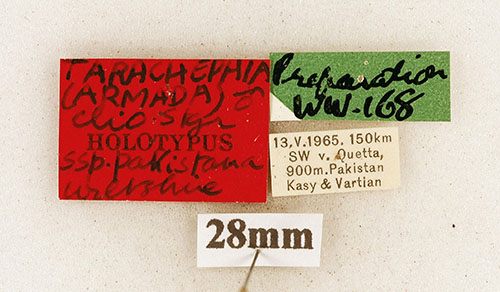 TARACHEPHIA
(ARMADA) ♂
clio Stgr
HOLOTYPUS
ssp. pakistana
Wiltshire
Preparation
WW-168
13.V.1965. 150km
SW v. Quetta,
900m. Pakistan
Kasy & Vartian
28mm